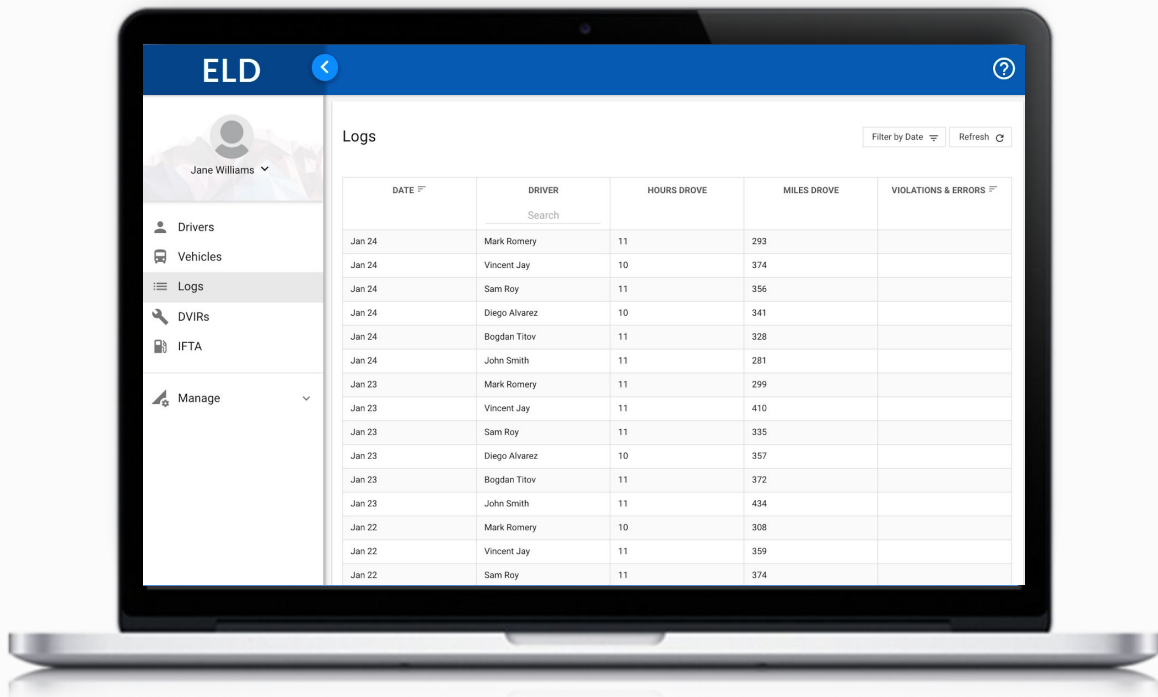 ELD
Jane Williams
Drivers
Vehicles
Logs
DVIRs
IFTA
Manage
Logs
Filter by Date
Refresh
DATE DRIVER HOURS DROVE MILES DROVE VIOLATIONS & ERRORS
Search
Jan 24 Mark Romery 11 293
Jan 24 Vincent Jay 10 374
Jan 24 Sam Roy 11 356
Jan 24 Diego Alvarez 10 341
Jan 24 Bogdan Titov 11 328
Jan 24 John Smith 11 281
Jan 23 Mark Romery 11 299
Jan 23 Vincent Jay 11 410
Jan 23 Sam Roy 11 335
Jan 23 Diego Alvarez 10 357
Jan 23 Bogdan Titov 11 372
Jan 23 John Smith 11 434
Jan 22 Mark Romery 10 308
Jan 22 Vincent Jay 11 359
Jan 22 Sam Roy 11 374